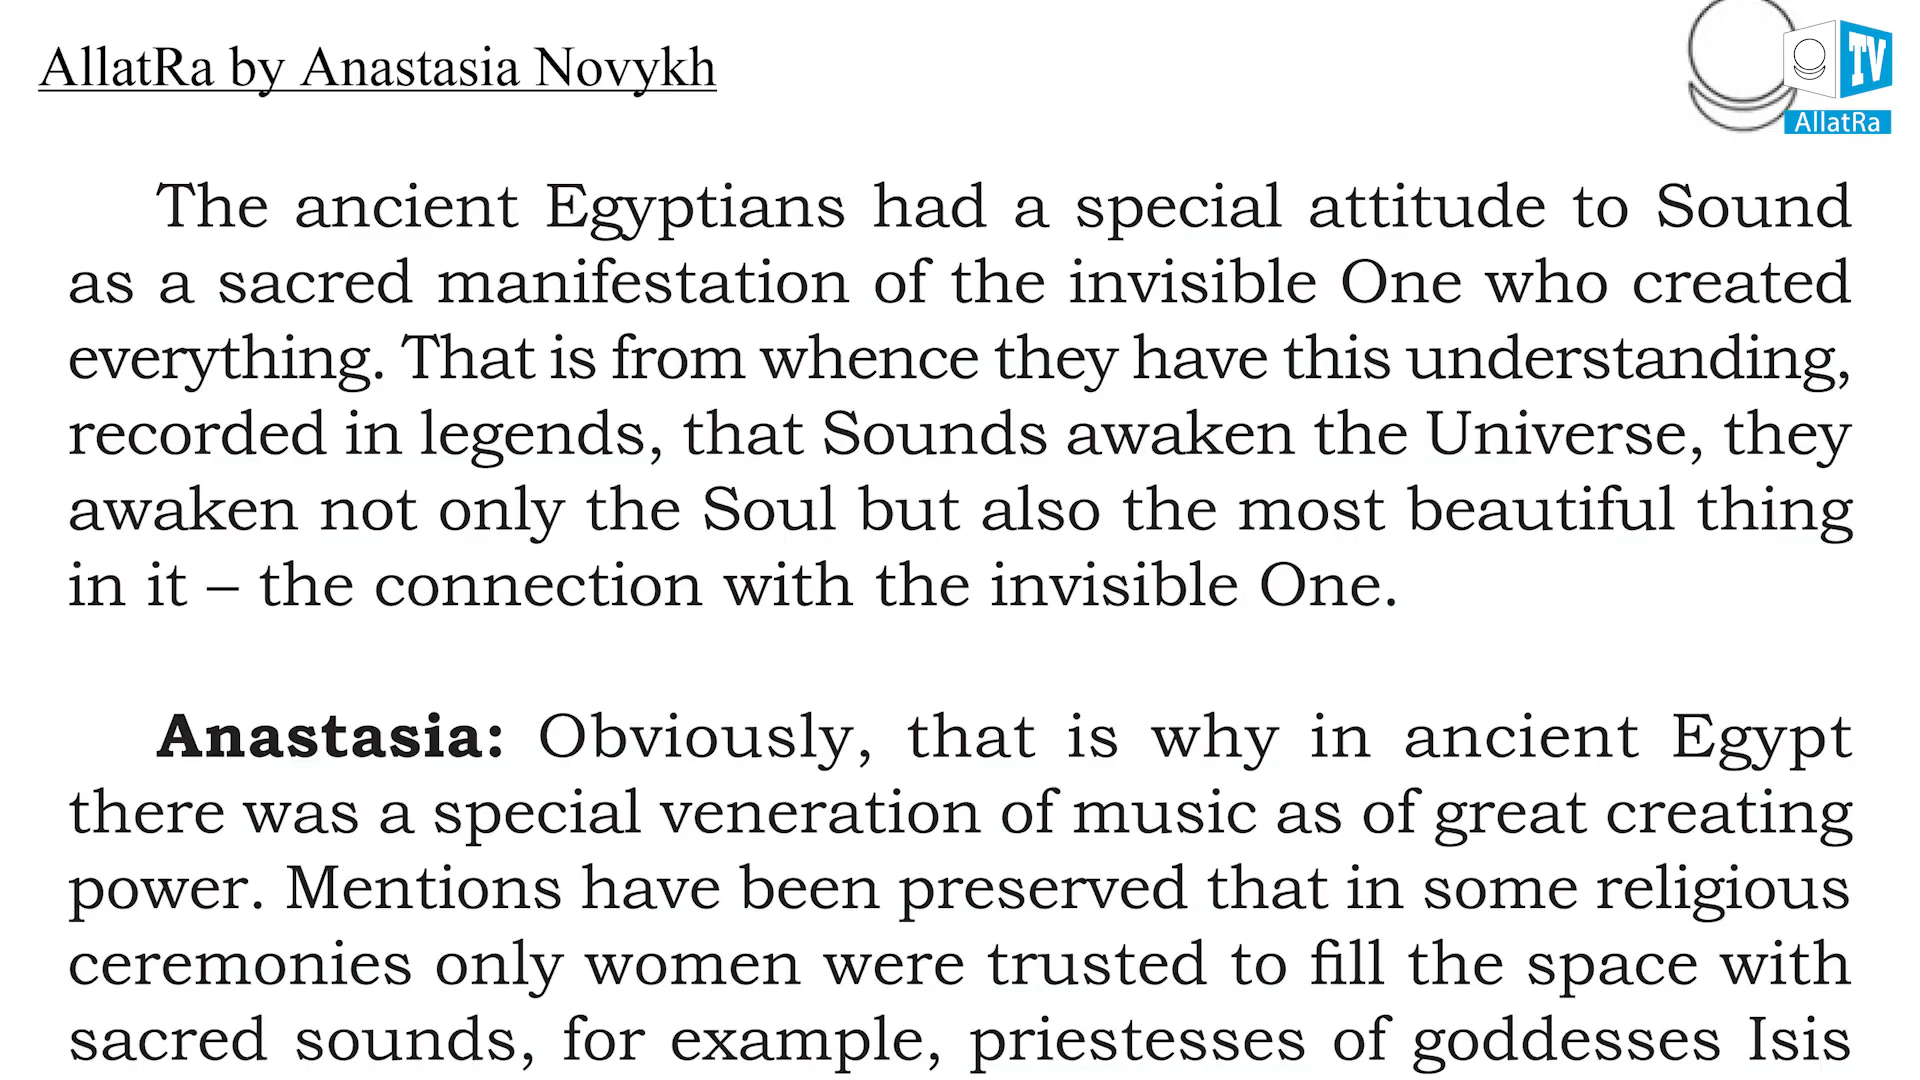 AllatRa by Anastasia Novykh
TV
AllatRa
The ancient Egyptians had a special attitude to Sound
as a sacred manifestation of the invisible One who created
everything. That is from whence they have this understanding,
recorded in legends, that Sounds awaken the Universe, they
awaken not only the Soul but also the most beautiful thing
in it – the connection with the invisible One.
Anastasia: Obviously, that is why in ancient Egypt
there was a special veneration of music as of great creating
power. Mentions have been preserved that in some religious
ceremonies only women were trusted to fill the space with
sacred sounds, for example, priestesses of goddesses Isis